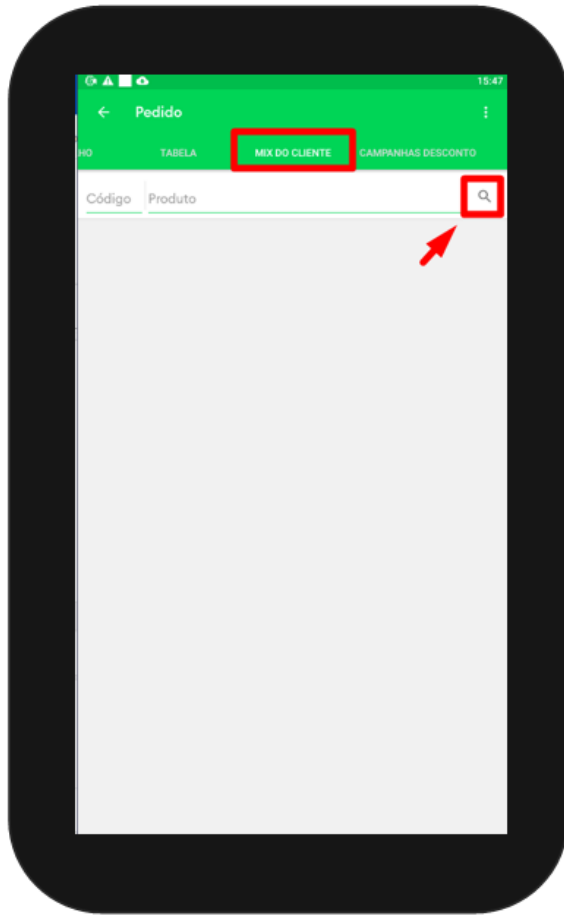 15:47
Pedido
HO TABELA MIX DO CLIENTE CAMPANHAS DESCONTO
Código Produto